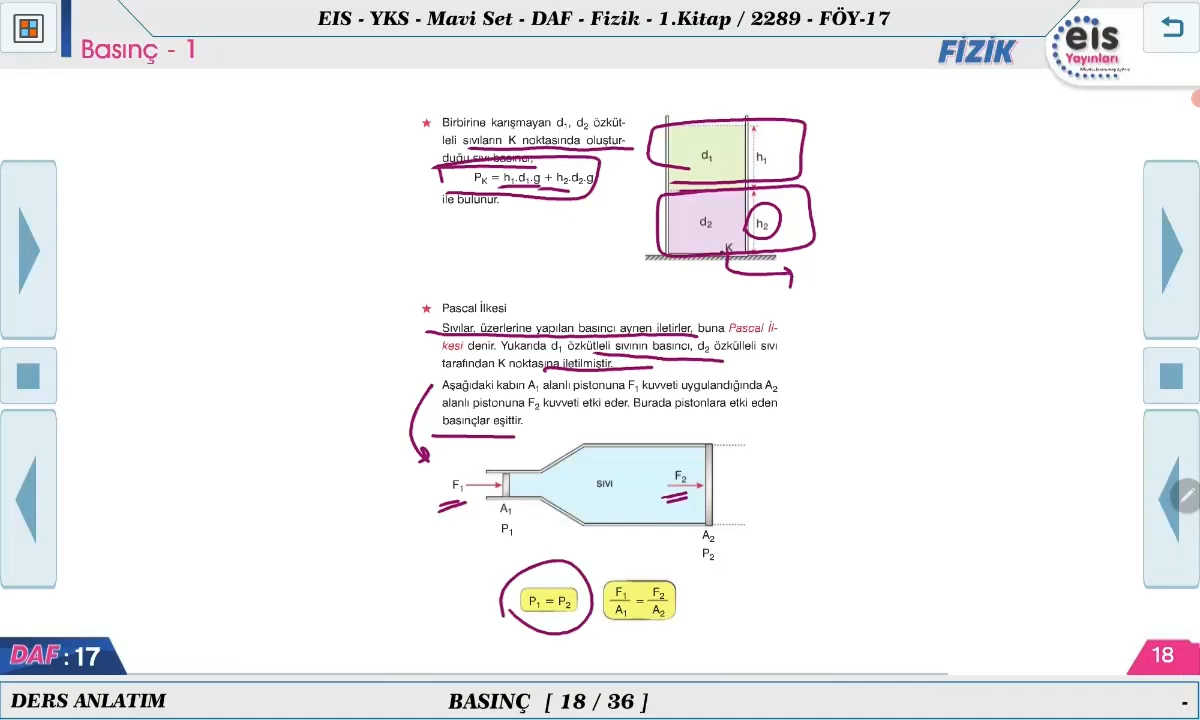 EIS - YKS - Mavi Set - DAF - Fizik - 1.Kitap / 2289 - FÖY-17
Basınç - 1
FİZİK
eis
Yayınları
★ Birbirine karışmayan d₁, d₂ özküt-
leli sıvıların K noktasında oluştur-
duğu sıvı basıncı,
P_K = h₁.d₁.g + h₂.d₂.g
ile bulunur.
d₁
h₁
d₂
h₂
K
★ Pascal İlkesi
Sıvılar, üzerlerine yapılan basıncı aynen iletirler, buna Pascal İl-
kesi denir. Yukarıda d₁ özkütleli sıvının basıncı, d₂ özkülleli sıvı
tarafından K noktasına iletilmiştir.
Aşağıdaki kabın A₁ alanlı pistonuna F₁ kuvveti uygulandığında A₂
alanlı pistonuna F₂ kuvveti etki eder. Burada pistonlara etki eden
basınçlar eşittir.
F₁
SIVI
F₂
A₁
P₁
A₂
P₂
P₁ = P₂
F₁/A₁ = F₂/A₂
DAF : 17
18
DERS ANLATIM
BASINÇ [ 18 / 36 ]
-